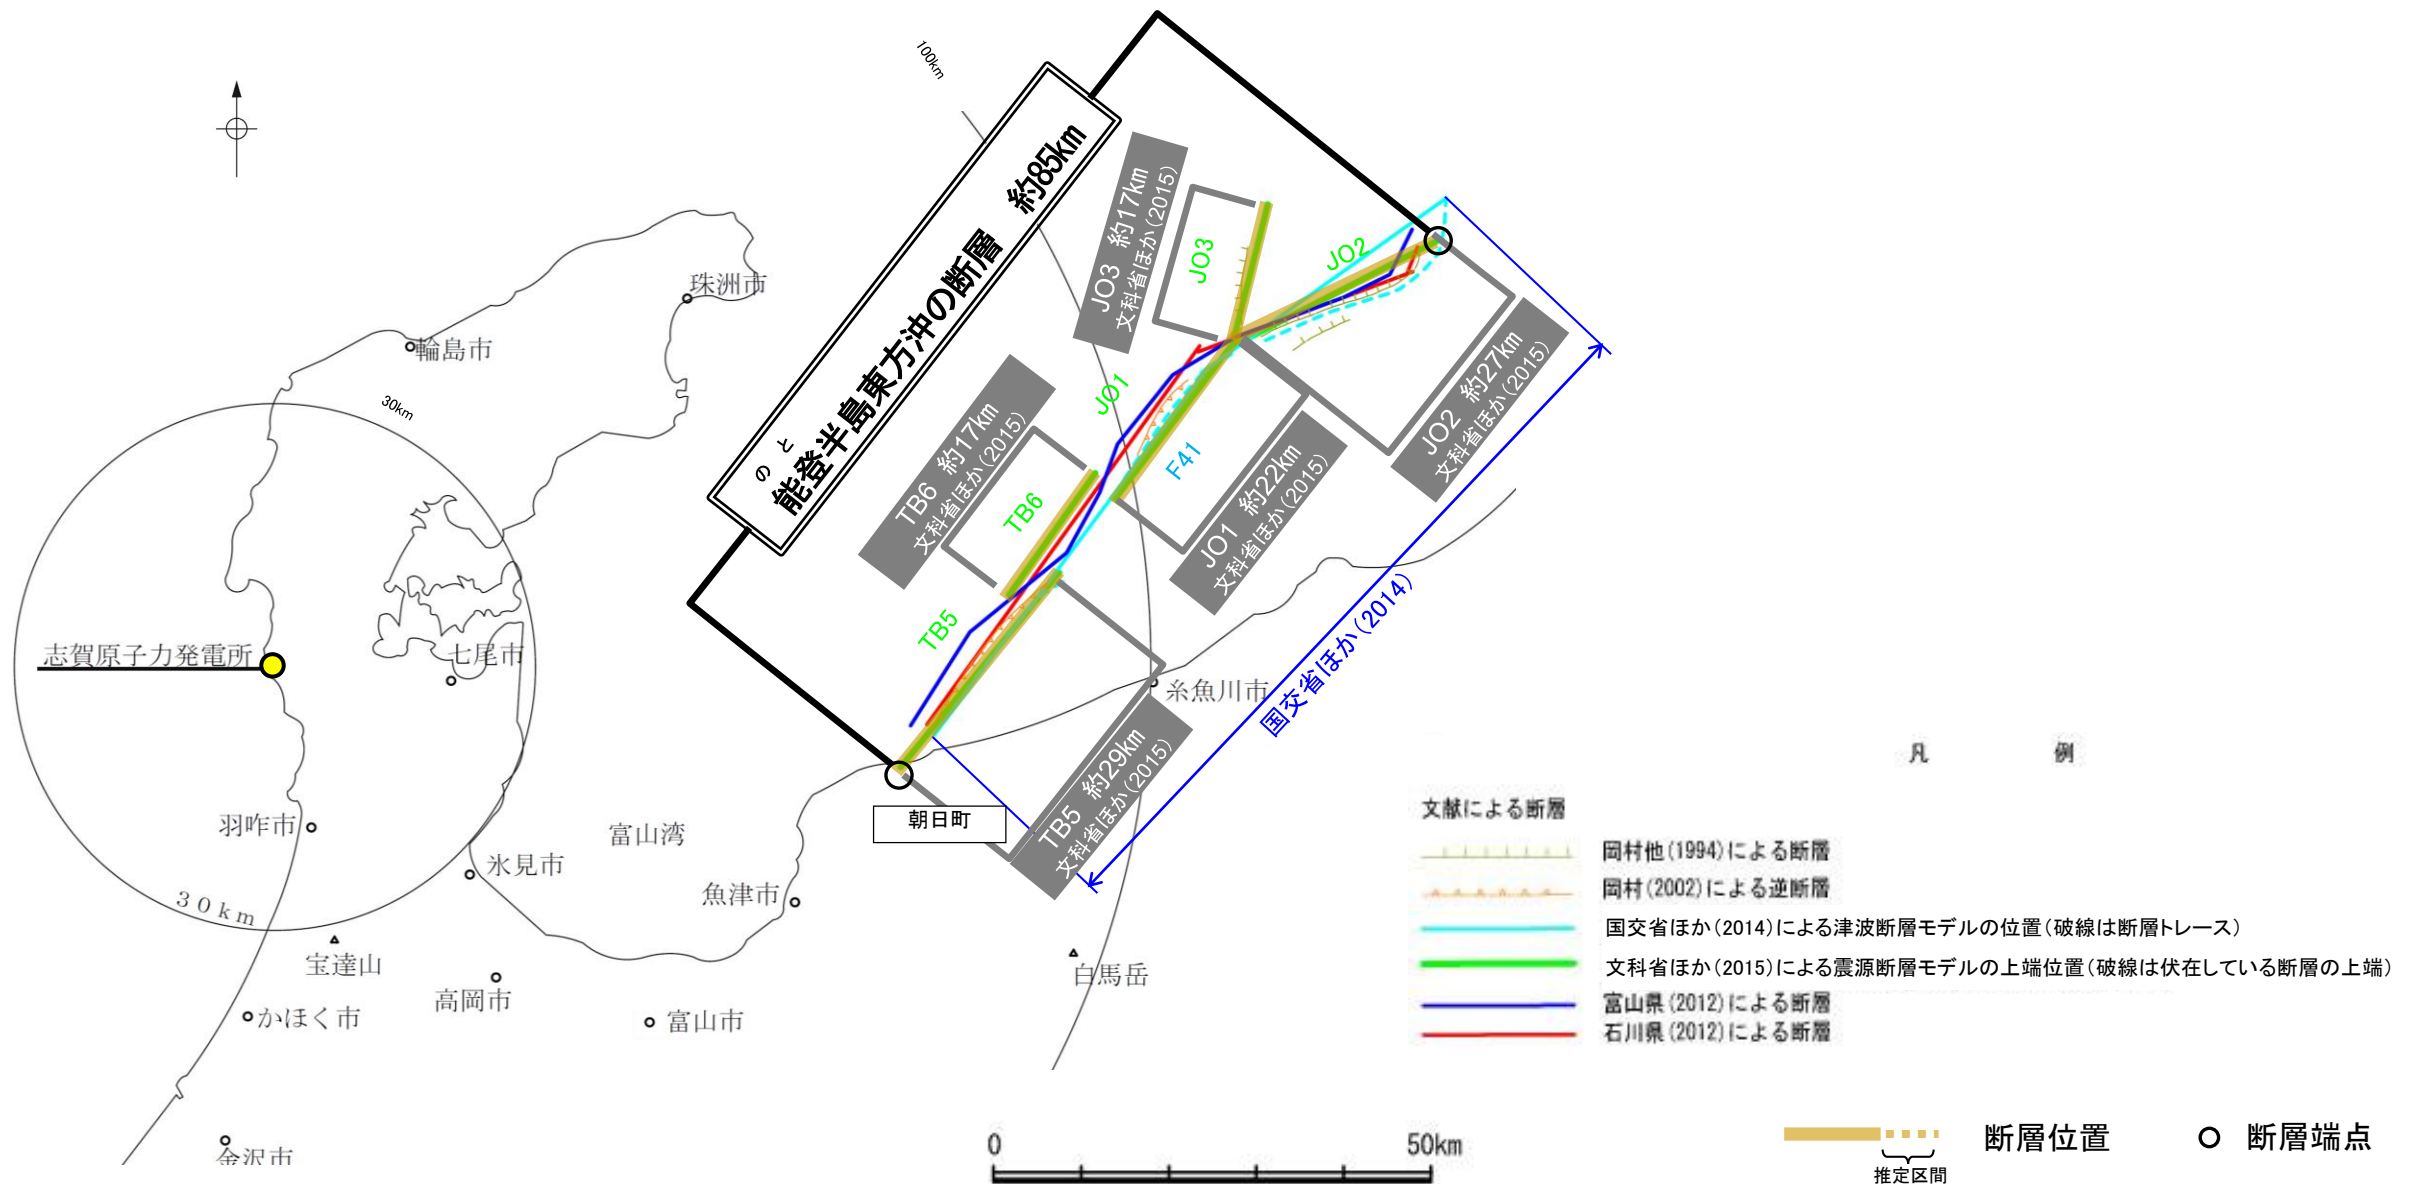 100km
のと
能登半島東方沖の断層　約85km
JO3　約17km
文科省ほか(2015)
JO3
JO2
珠洲市
輪島市
30km
JO1
TB6　約17km
文科省ほか(2015)
F41
TB6
JO2　約27km
文科省ほか(2015)
JO1　約22km
文科省ほか(2015)
TB5
国交省ほか(2014)
志賀原子力発電所
七尾市
糸魚川市
TB5　約29km
文科省ほか(2015)
朝日町
羽咋市
富山湾
氷見市
魚津市
30km
宝達山
高岡市
白馬岳
かほく市
富山市
金沢市
凡　例
文献による断層
岡村他(1994)による断層
岡村(2002)による逆断層
国交省ほか(2014)による津波断層モデルの位置(破線は断層トレース)
文科省ほか(2015)による震源断層モデルの上端位置(破線は伏在している断層の上端)
富山県(2012)による断層
石川県(2012)による断層
0　50km
断層位置
推定区間
断層端点